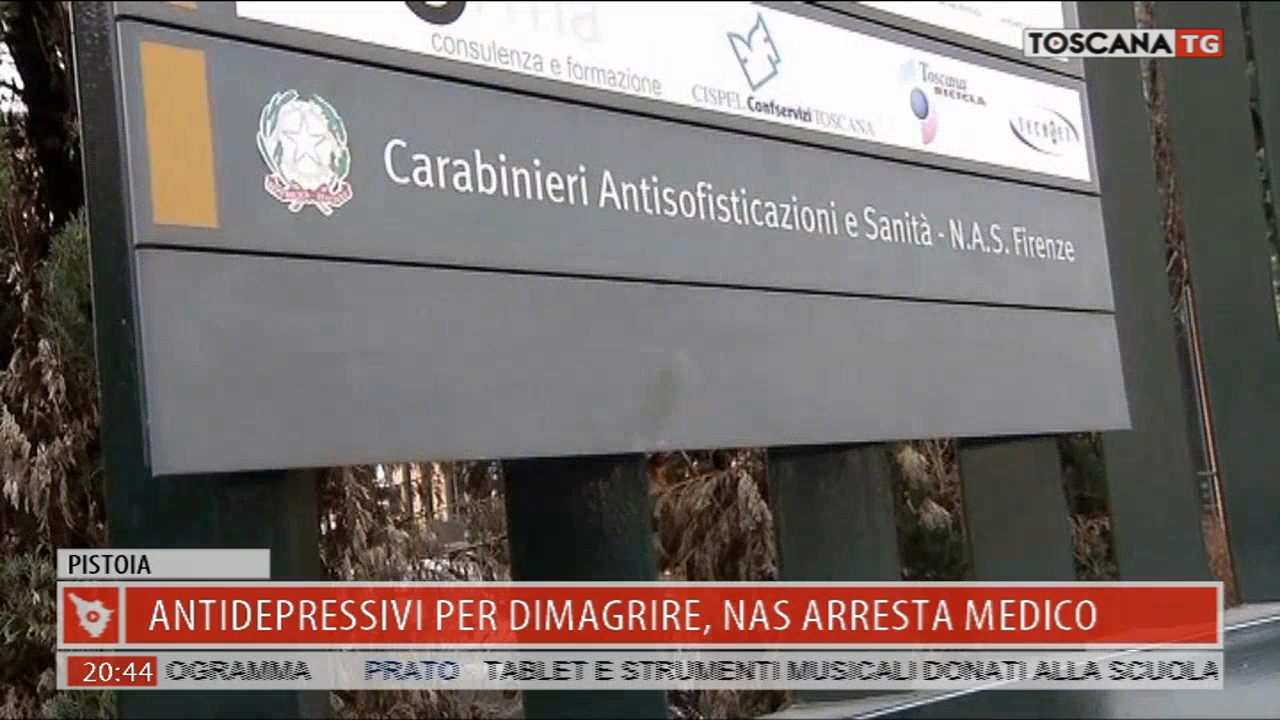 TOSCANA TG
consulenza e formazione
CISPEL Confservizi TOSCANA
Toscana
RICICLA
Carabinieri Antisofisticazioni e Sanità - N.A.S. Firenze
PISTOIA
ANTIDEPRESSIVI PER DIMAGRIRE, NAS ARRESTA MEDICO
20:44 OGRAMMA PRATO TABLET E STRUMENTI MUSICALI DONATI ALLA SCUOLA